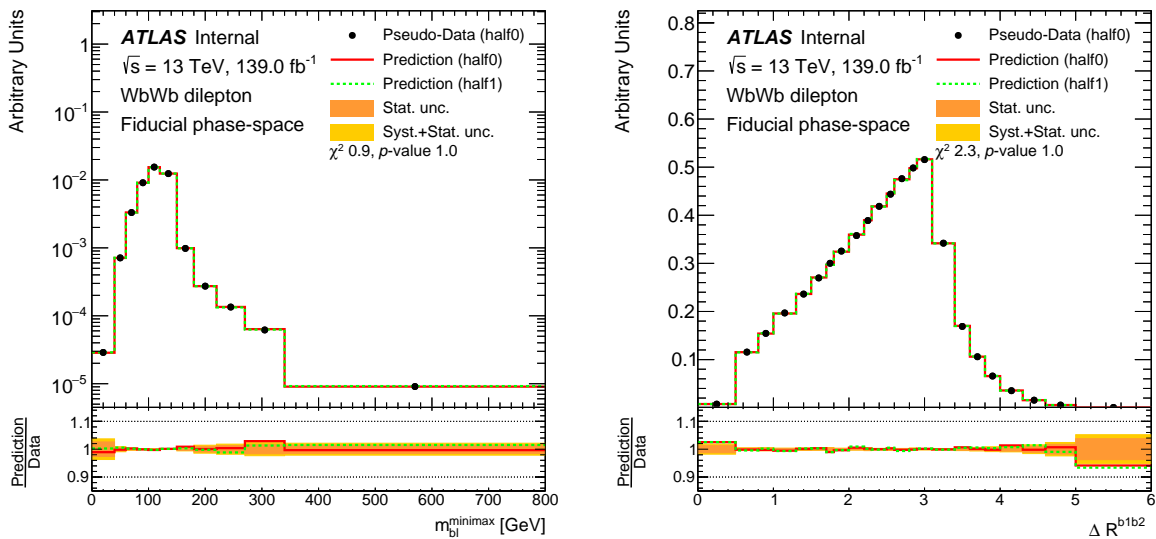 Arbitrary Units
ATLAS Internal
√s = 13 TeV, 139.0 fb⁻¹
WbWb dilepton
Fiducial phase-space
Pseudo-Data (half0)
Prediction (half0)
Prediction (half1)
Stat. unc.
Syst.+Stat. unc.
χ² 0.9, p-value 1.0
1
10⁻¹
10⁻²
10⁻³
10⁻⁴
10⁻⁵
Prediction
Data
1.1
1
0.9
0 100 200 300 400 500 600 700 800
m_bl^minimax [GeV]
Arbitrary Units
ATLAS Internal
√s = 13 TeV, 139.0 fb⁻¹
WbWb dilepton
Fiducial phase-space
Pseudo-Data (half0)
Prediction (half0)
Prediction (half1)
Stat. unc.
Syst.+Stat. unc.
χ² 2.3, p-value 1.0
0.8
0.7
0.6
0.5
0.4
0.3
0.2
0.1
Prediction
Data
1.1
1
0.9
0 1 2 3 4 5 6
Δ R^b1b2